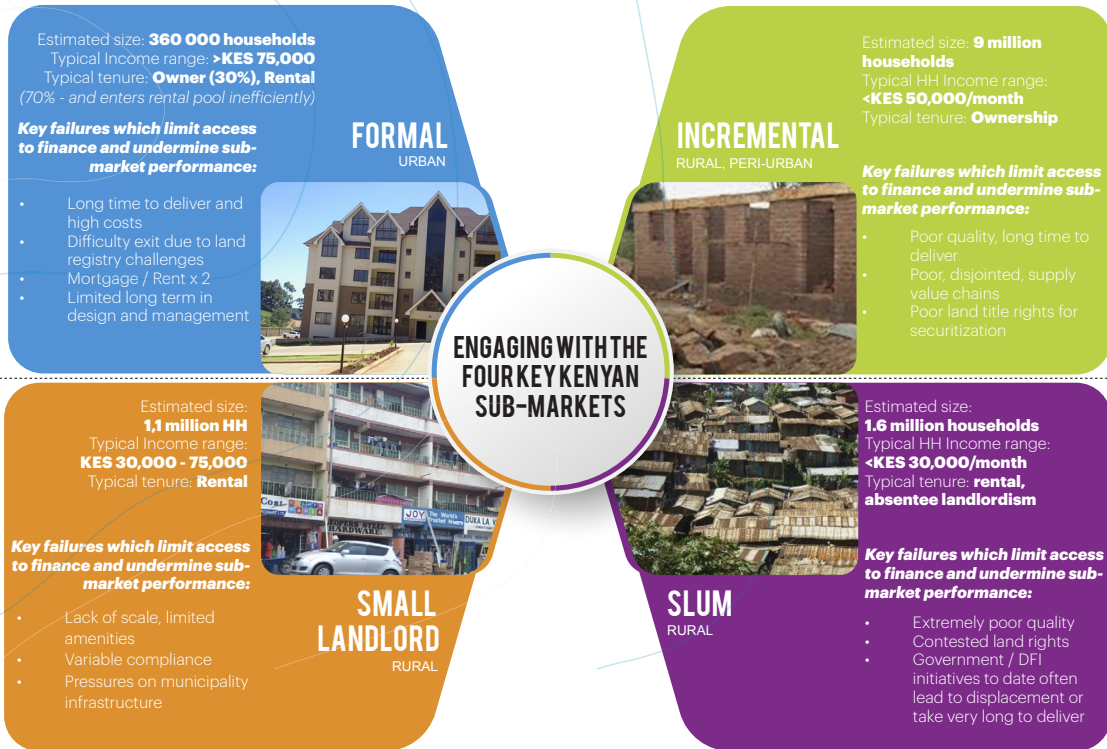 Estimated size: 360 000 households
Typical Income range: >KES 75,000
Typical tenure: Owner (30%), Rental
(70% - and enters rental pool inefficiently)
Key failures which limit access
to finance and undermine sub-
market performance:
• Long time to deliver and
high costs
• Difficulty exit due to land
registry challenges
• Mortgage / Rent x 2
• Limited long term in
design and management
FORMAL
URBAN
INCREMENTAL
RURAL, PERI-URBAN
Estimated size: 9 million
households
Typical HH Income range:
<KES 50,000/month
Typical tenure: Ownership
Key failures which limit access
to finance and undermine sub-
market performance:
• Poor quality, long time to
deliver
• Poor, disjointed, supply
value chains
• Poor land title rights for
securitization
ENGAGING WITH THE
FOUR KEY KENYAN
SUB-MARKETS
Estimated size:
1,1 million HH
Typical Income range:
KES 30,000 - 75,000
Typical tenure: Rental
Key failures which limit access
to finance and undermine sub-
market performance:
• Lack of scale, limited
amenities
• Variable compliance
• Pressures on municipality
infrastructure
JOY
The World's
HARDWARE
DUKA LA
SMALL
LANDLORD
RURAL
SLUM
RURAL
Estimated size:
1.6 million households
Typical HH Income range:
<KES 30,000/month
Typical tenure: rental,
absentee landlordism
Key failures which limit access
to finance and undermine sub-
market performance:
• Extremely poor quality
• Contested land rights
• Government / DFI
initiatives to date often
lead to displacement or
take very long to deliver